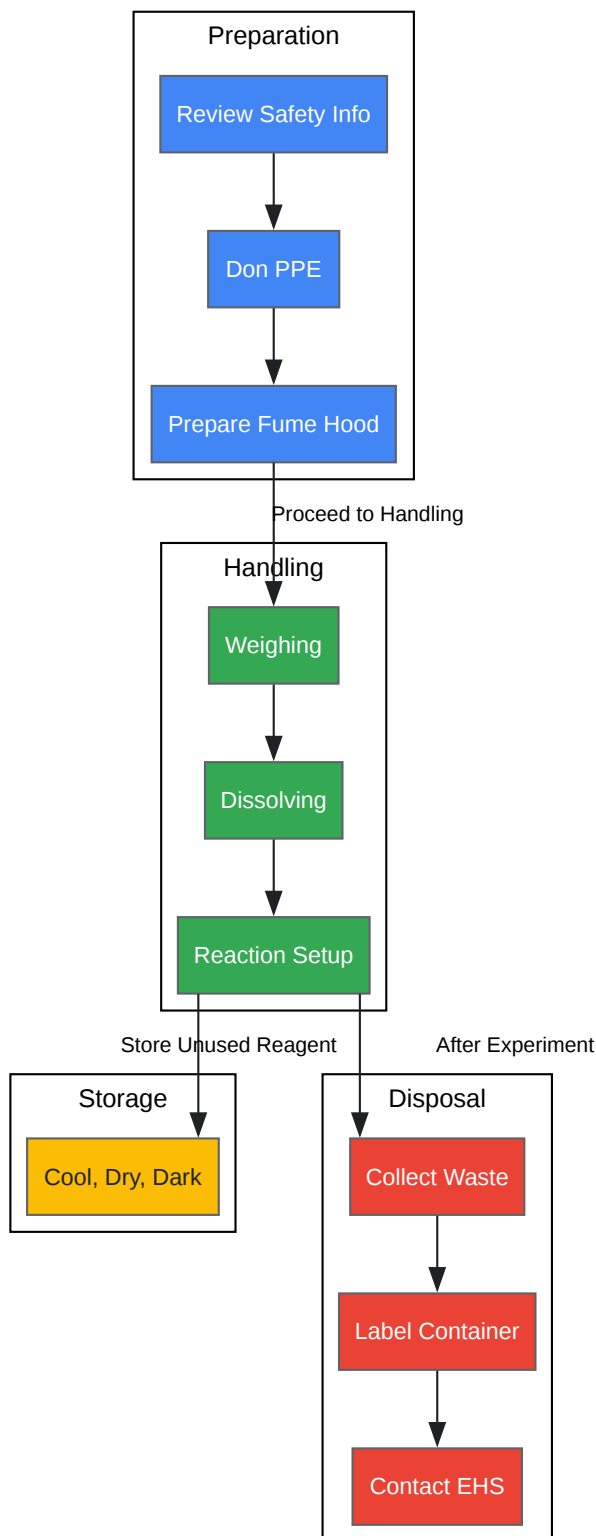 Preparation
Review Safety Info
Don PPE
Prepare Fume Hood
Proceed to Handling
Handling
Weighing
Dissolving
Reaction Setup
Store Unused Reagent
After Experiment
Storage
Disposal
Cool, Dry, Dark
Collect Waste
Label Container
Contact EHS